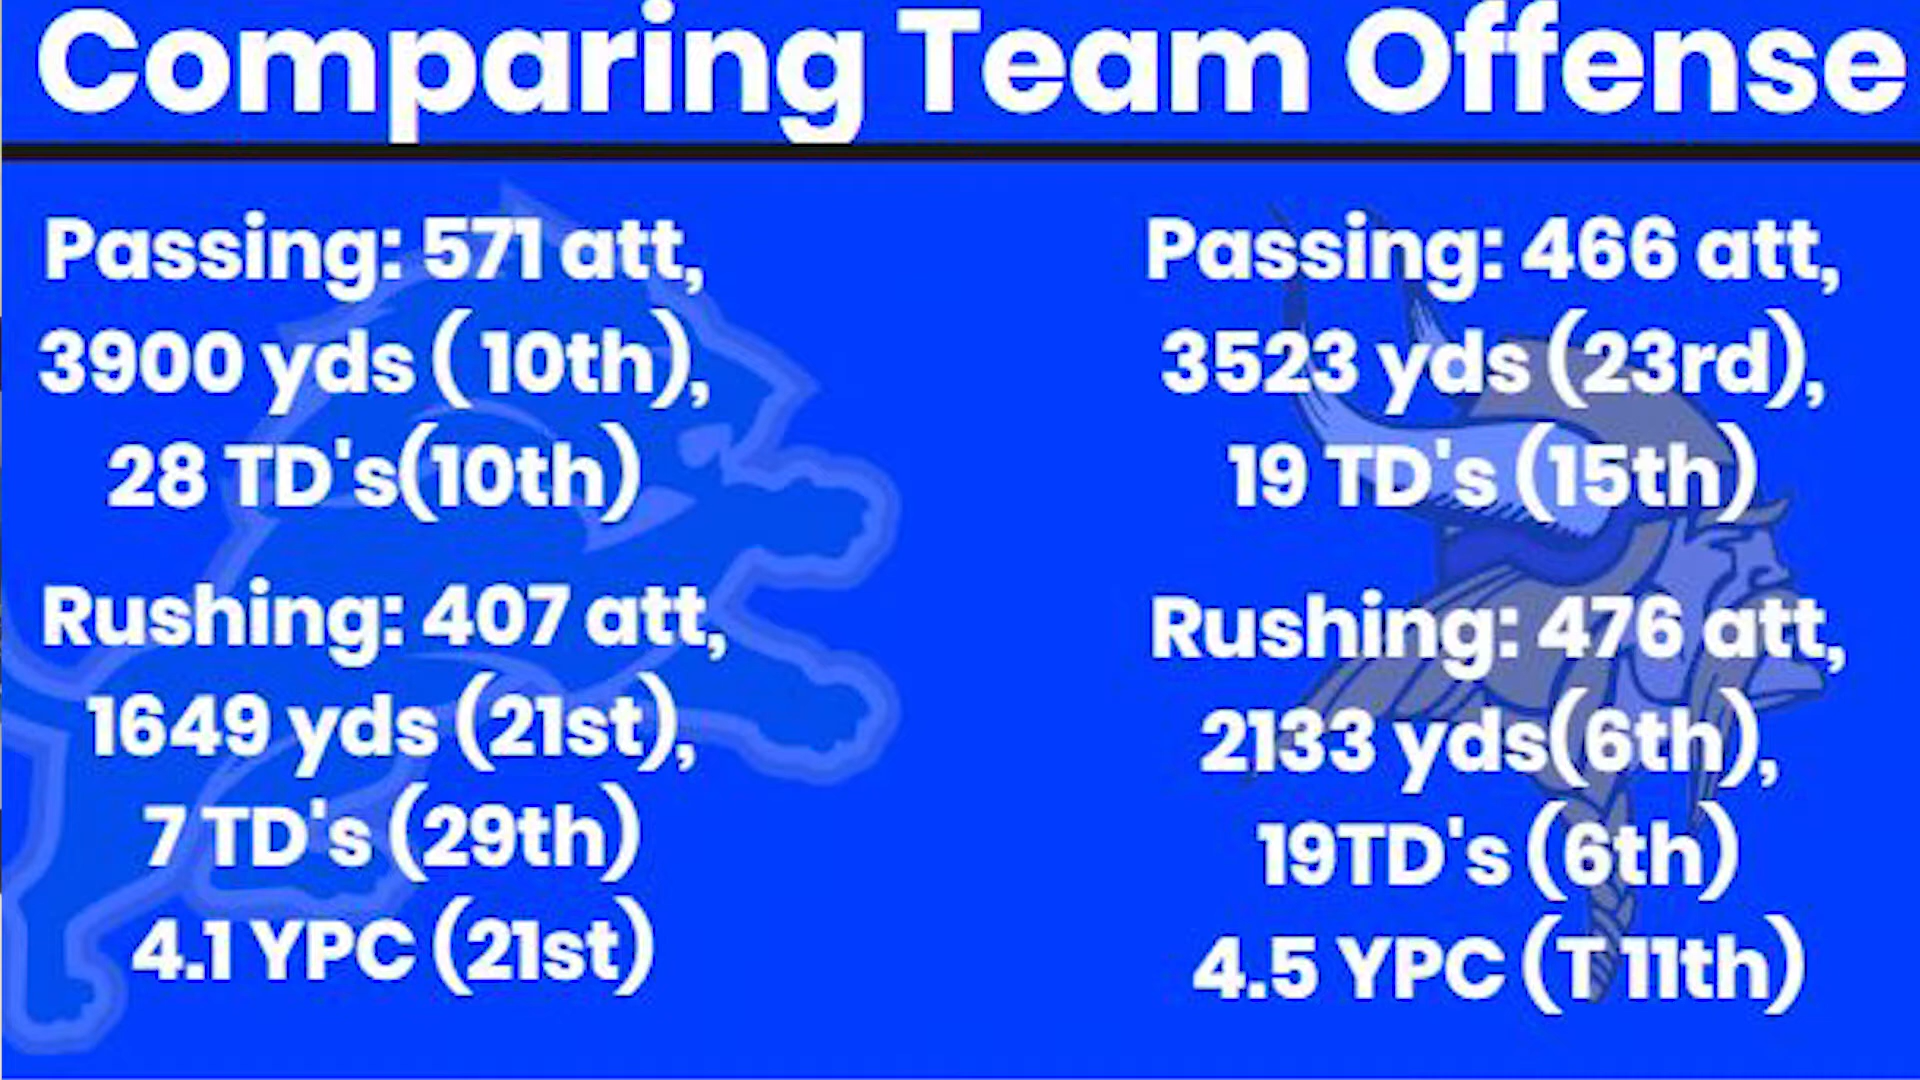 Comparing Team Offense
Passing: 571 att,
3900 yds ( 10th),
28 TD's(10th)
Rushing: 407 att,
1649 yds (21st),
7 TD's (29th)
4.1 YPC (21st)
Passing: 466 att,
3523 yds (23rd),
19 TD's (15th)
Rushing: 476 att,
2133 yds(6th),
19TD's (6th)
4.5 YPC (T 11th)